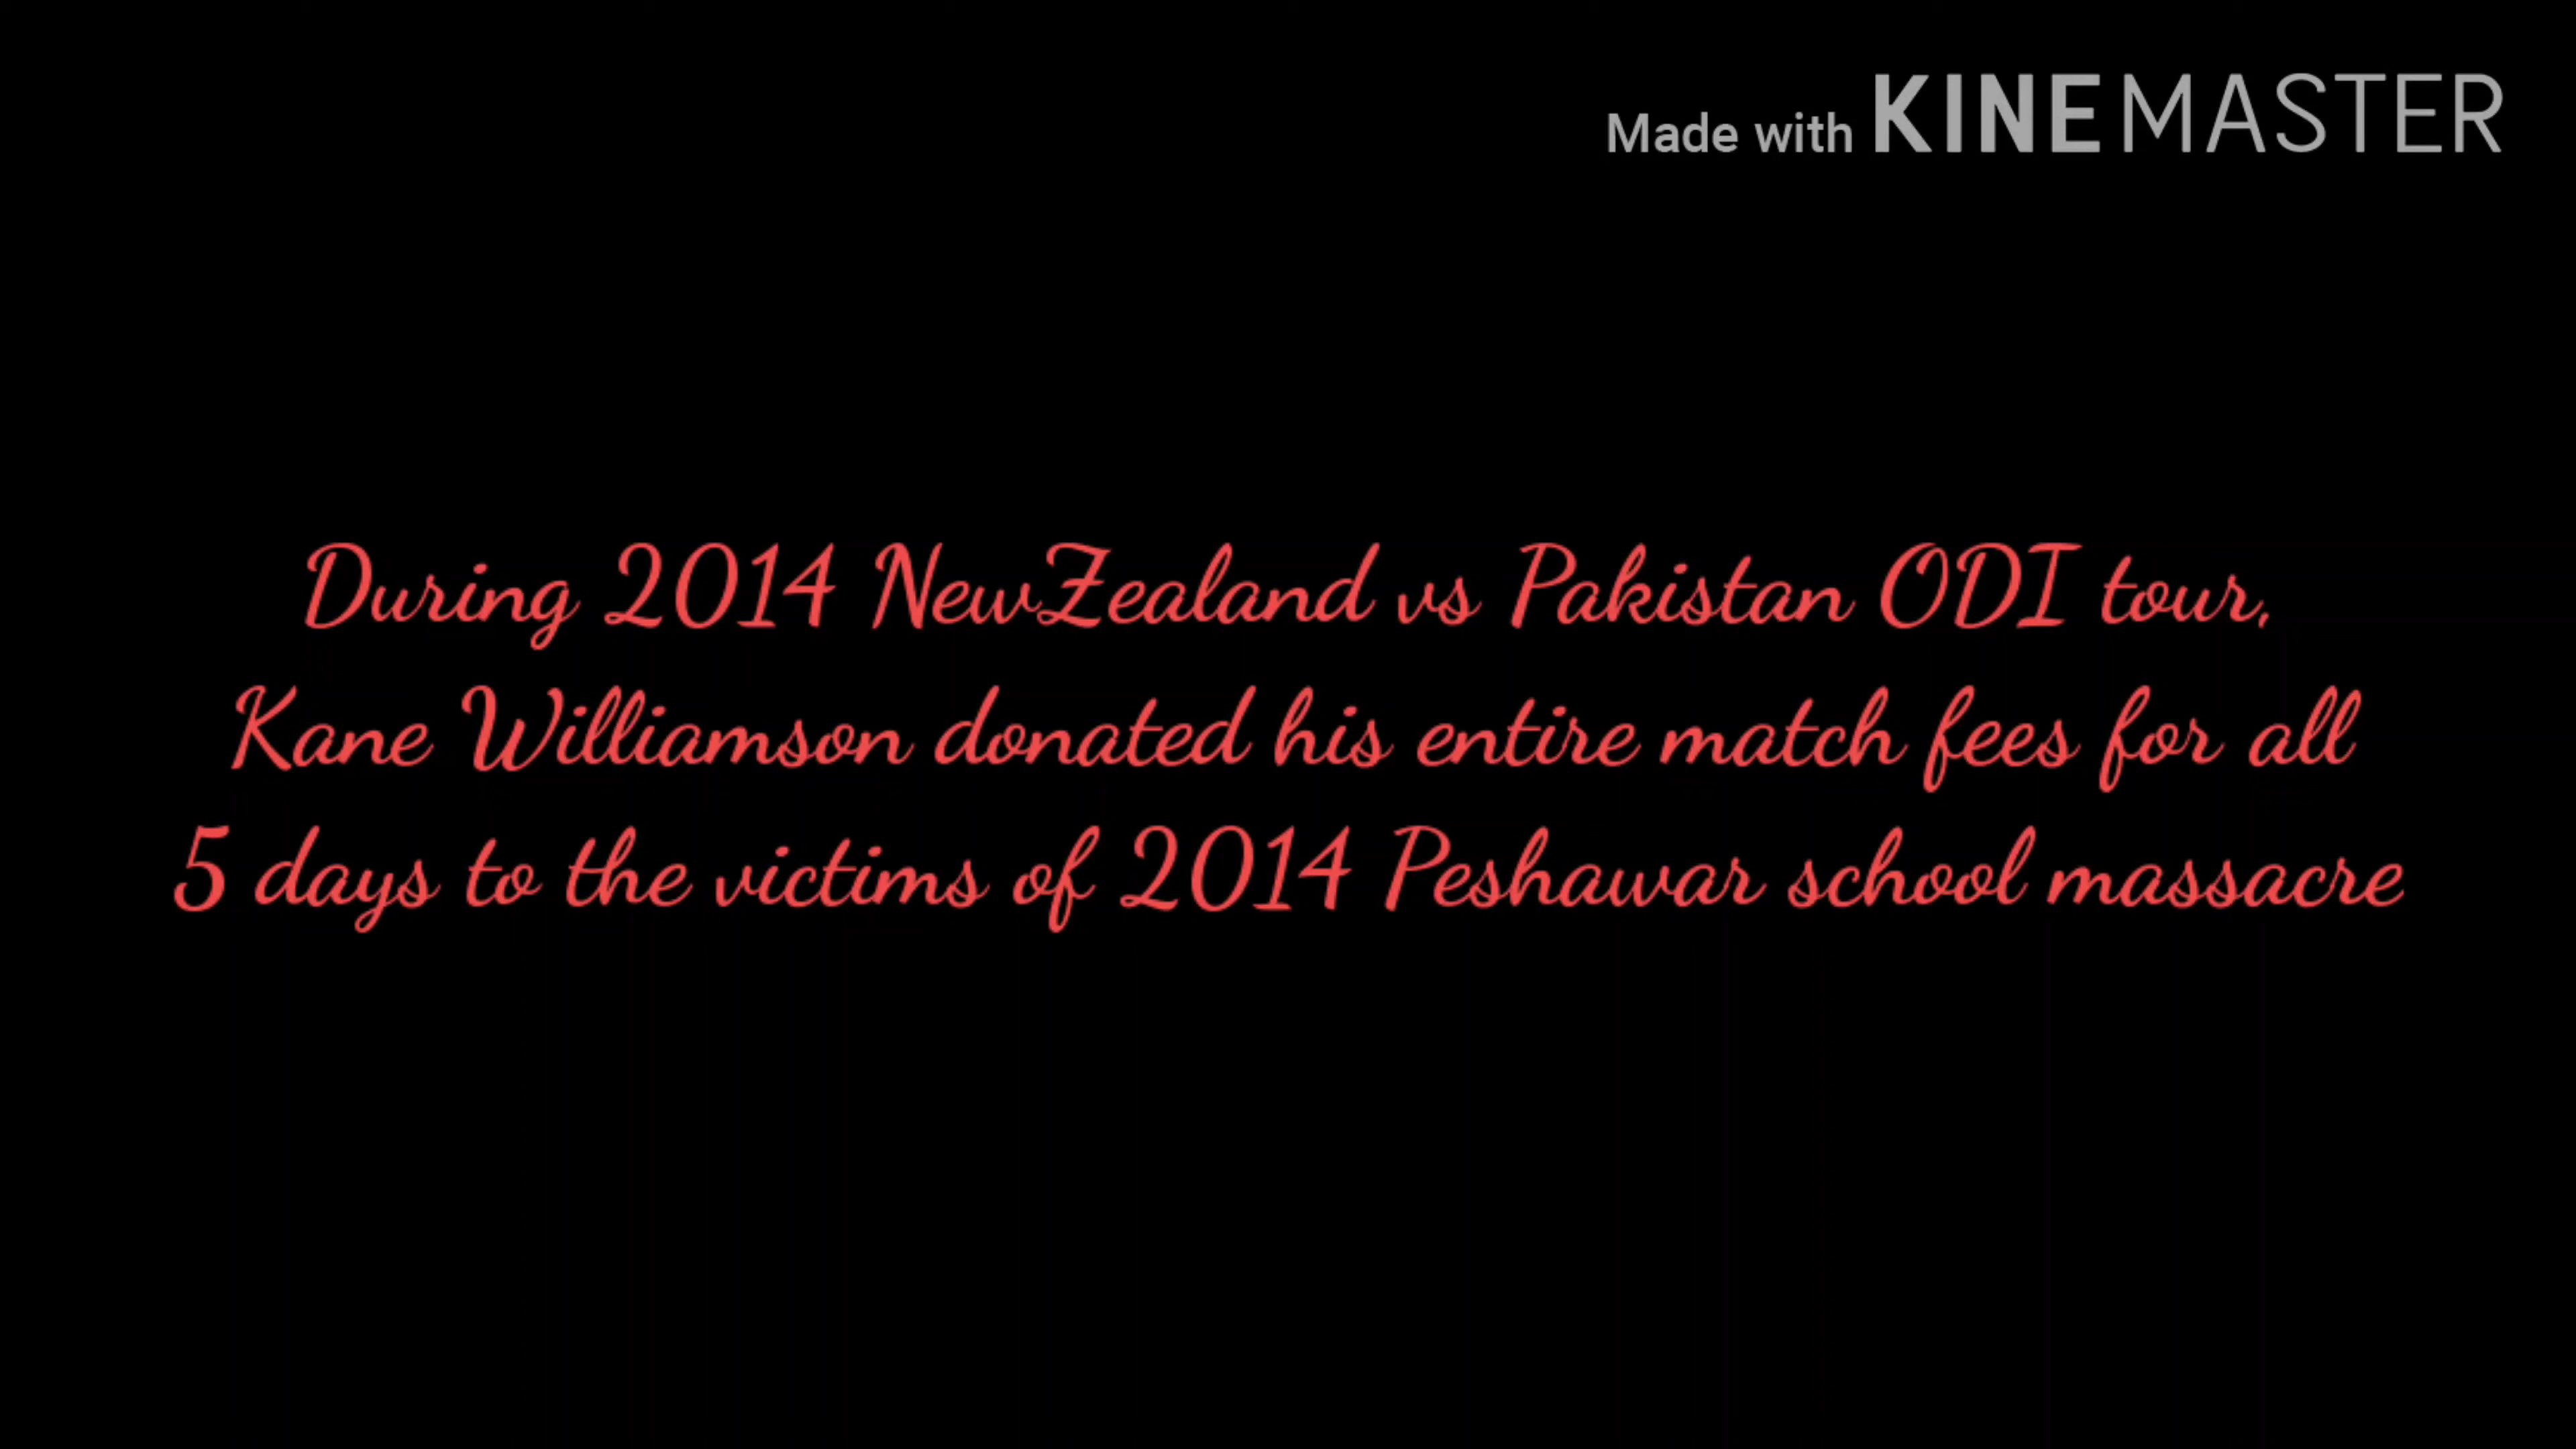 Made with KINEMASTER
During 2014 NewZealand vs Pakistan ODI tour,
Kane Williamson donated his entire match fees for all
5 days to the victims of 2014 Peshawar school massacre